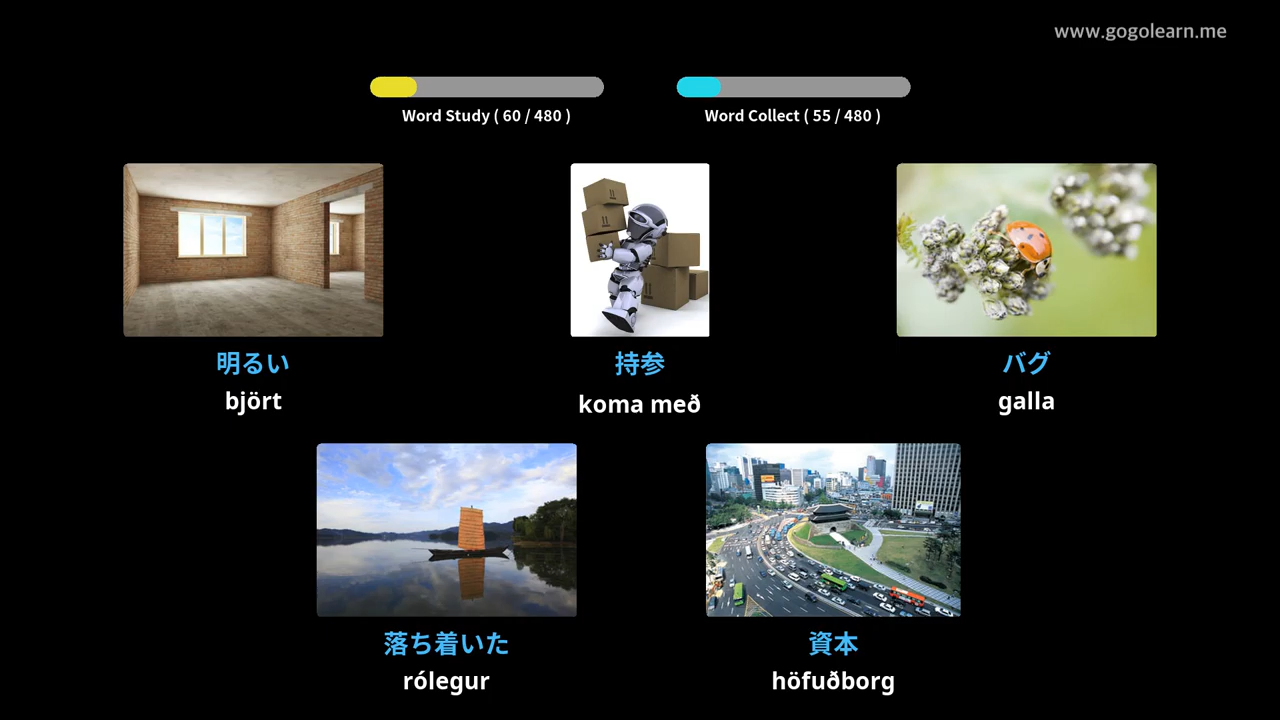 www.gogolearn.me
Word Study ( 60 / 480 )
Word Collect ( 55 / 480 )
明るい
björt
持参
koma með
バグ
galla
落ち着いた
rólegur
資本
höfuðborg